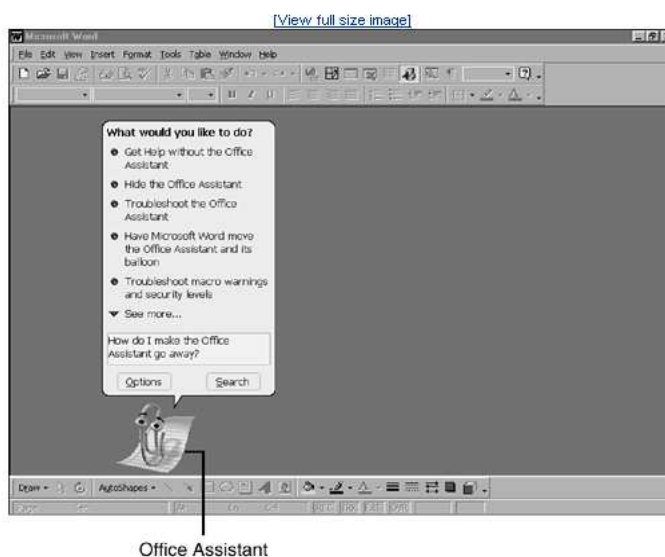 [View full size image]
Microsoft Word
File Edit View Insert Format Tools Table Window Help
What would you like to do?
Get Help without the Office
Assistant
Hide the Office Assistant
Troubleshoot the Office
Assistant
Have Microsoft Word move
the Office Assistant and its
balloon
Troubleshoot macro warnings
and security levels
See more...
How do I make the Office
Assistant go away?
Options Search
Draw AutoShapes
Office Assistant